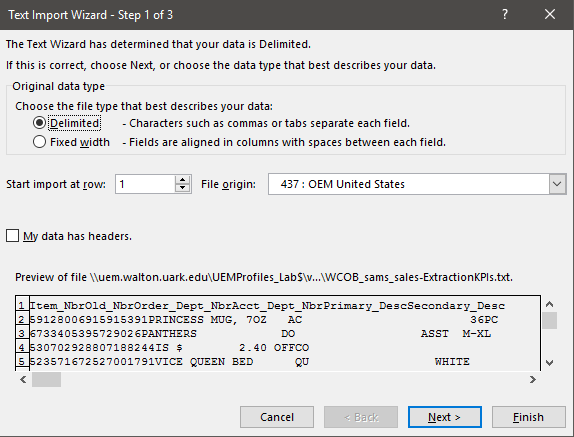 Text Import Wizard - Step 1 of 3
The Text Wizard has determined that your data is Delimited.
If this is correct, choose Next, or choose the data type that best describes your data.
Original data type
Choose the file type that best describes your data:
Delimited - Characters such as commas or tabs separate each field.
Fixed width - Fields are aligned in columns with spaces between each field.
Start import at row: 1 File origin: 437 : OEM United States
My data has headers.
Preview of file \\uem.walton.uark.edu\UEMProfiles_Lab$\v...\WCOB_sams_sales-ExtractionKPIs.txt.
1 Item_NbrOld_NbrOrder_Dept_NbrAcct_Dept_NbrPrimary_DescSecondary_Desc
2 59128006915915391PRINCESS MUG, 7OZ AC 36PC
3 6733405395729026PANTHERS DO ASST M-XL
4 530702928807188244IS $ 2.40 OFFCO
5 523571672527001791VICE QUEEN BED QU WHITE
Cancel < Back Next > Finish